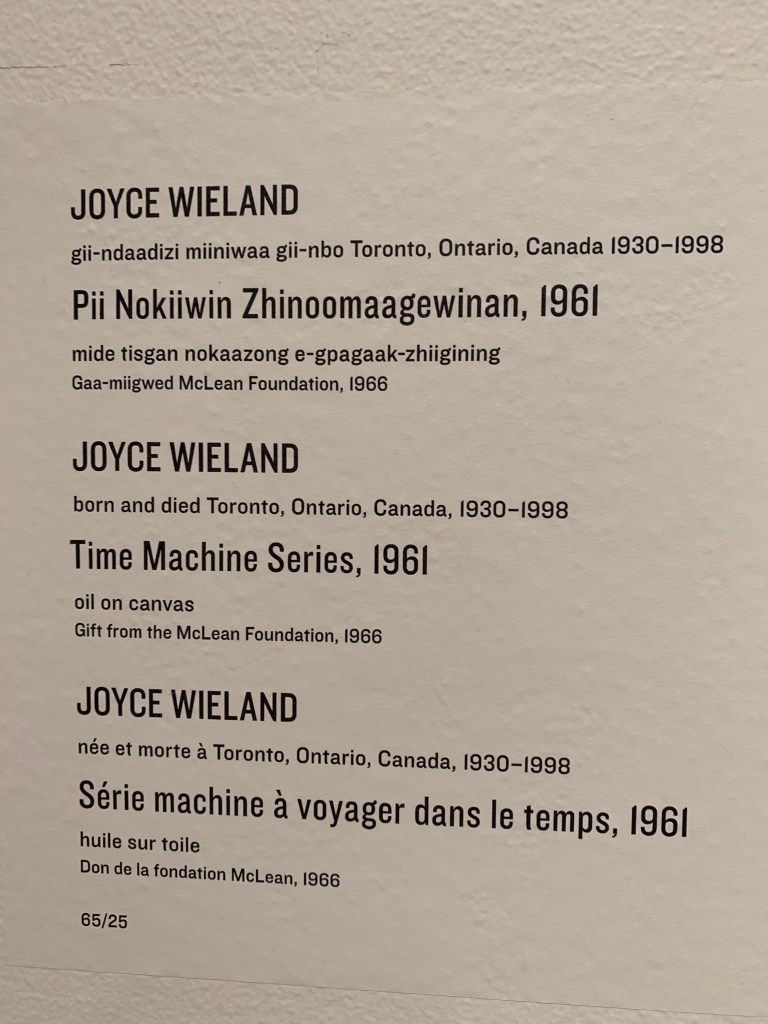 JOYCE WIELAND
gii-ndaadizi miiniwaa gii-nbo Toronto, Ontario, Canada 1930–1998
Pii Nokiiwin Zhinoomaagewinan, 1961
mide tisgan nokaazong e-gpagaak-zhiigining
Gaa-miigwed McLean Foundation, 1966
JOYCE WIELAND
born and died Toronto, Ontario, Canada, 1930–1998
Time Machine Series, 1961
oil on canvas
Gift from the McLean Foundation, 1966
JOYCE WIELAND
née et morte à Toronto, Ontario, Canada, 1930–1998
Série machine à voyager dans le temps, 1961
huile sur toile
Don de la fondation McLean, 1966
65/25